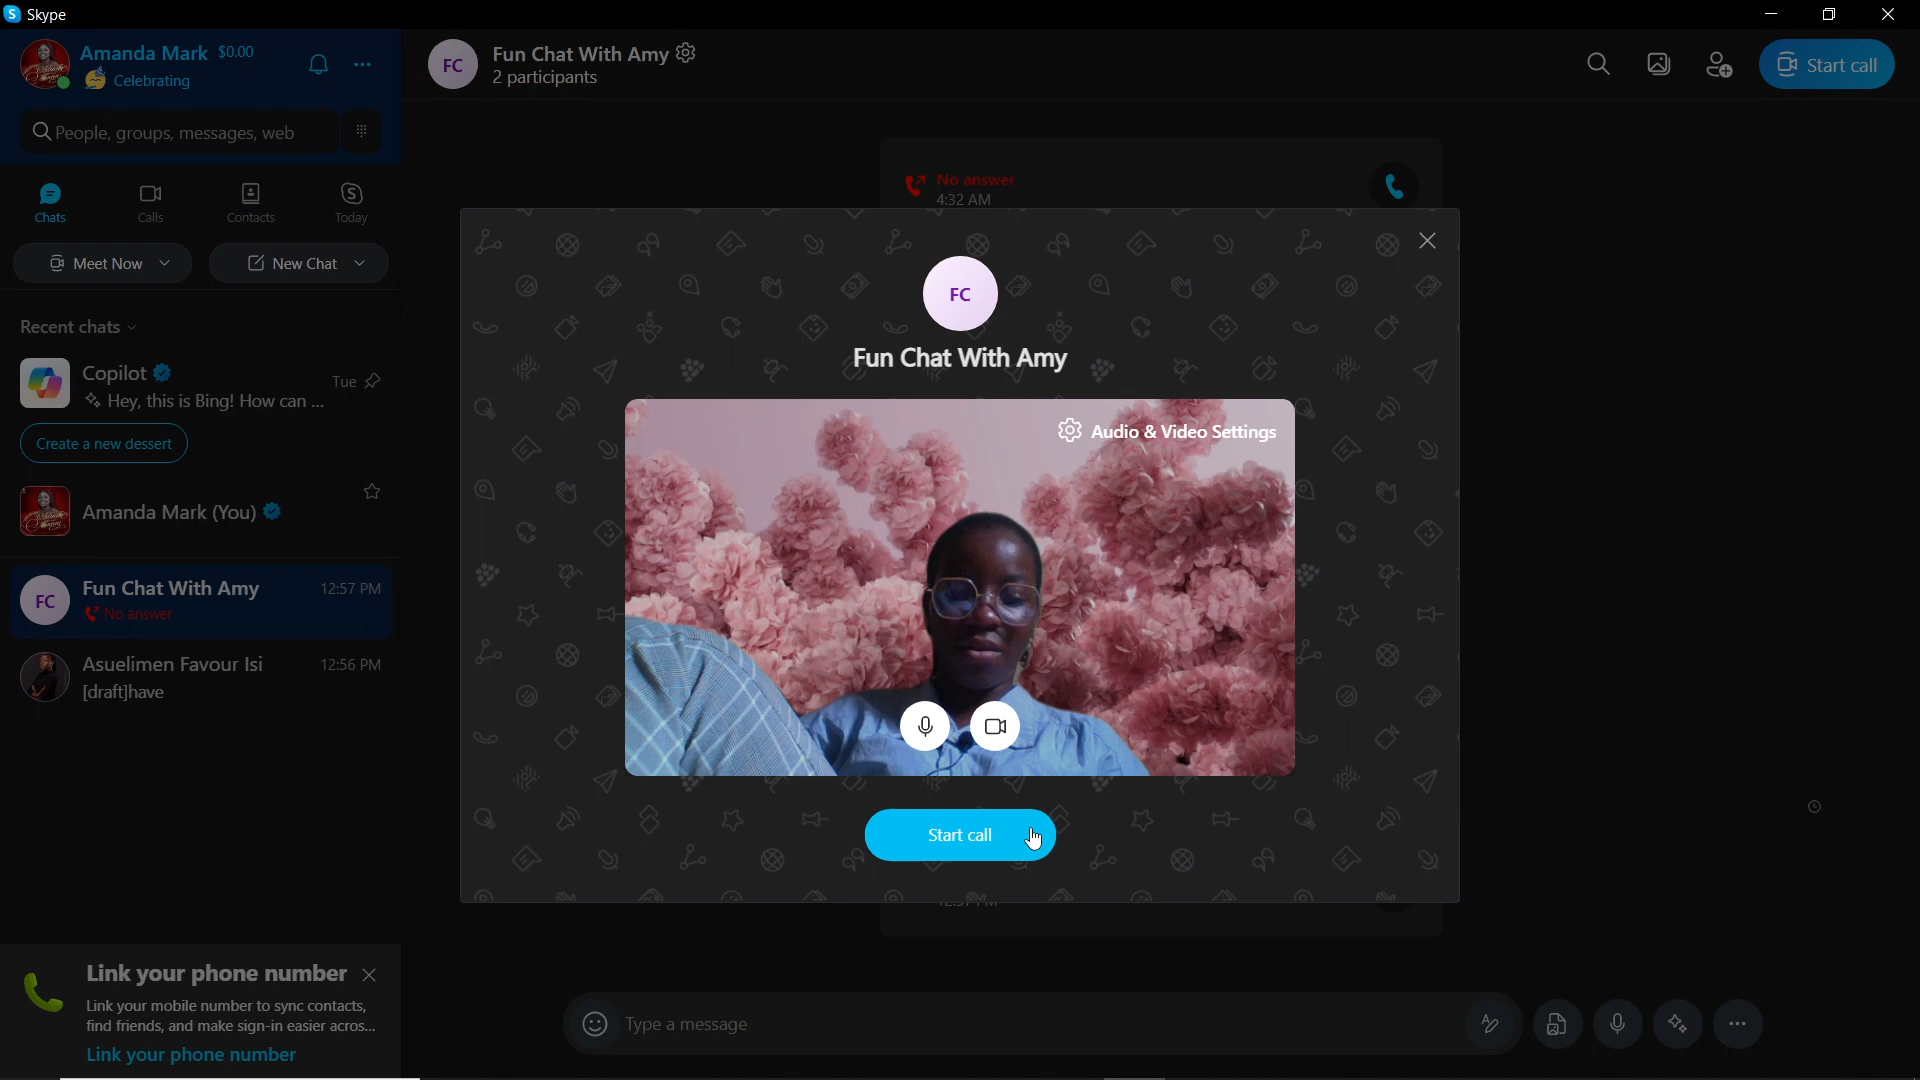 Skype
Amanda Mark $0.00
Celebrating
People, groups, messages, web
Chats
Calls
Contacts
Today
Meet Now
New Chat
Recent chats
Copilot
Tue
Hey, this is Bing! How can ...
Create a new dessert
Amanda Mark (You)
FC
Fun Chat With Amy
12:57 PM
No answer
Asuelimen Favour Isi
12:56 PM
[draft]have
Link your phone number
Link your mobile number to sync contacts,
find friends, and make sign-in easier acros...
Link your phone number
FC
Fun Chat With Amy
2 participants
Start call
No answer
4:32 AM
FC
Fun Chat With Amy
Audio & Video Settings
Start call
12:57 PM
Type a message